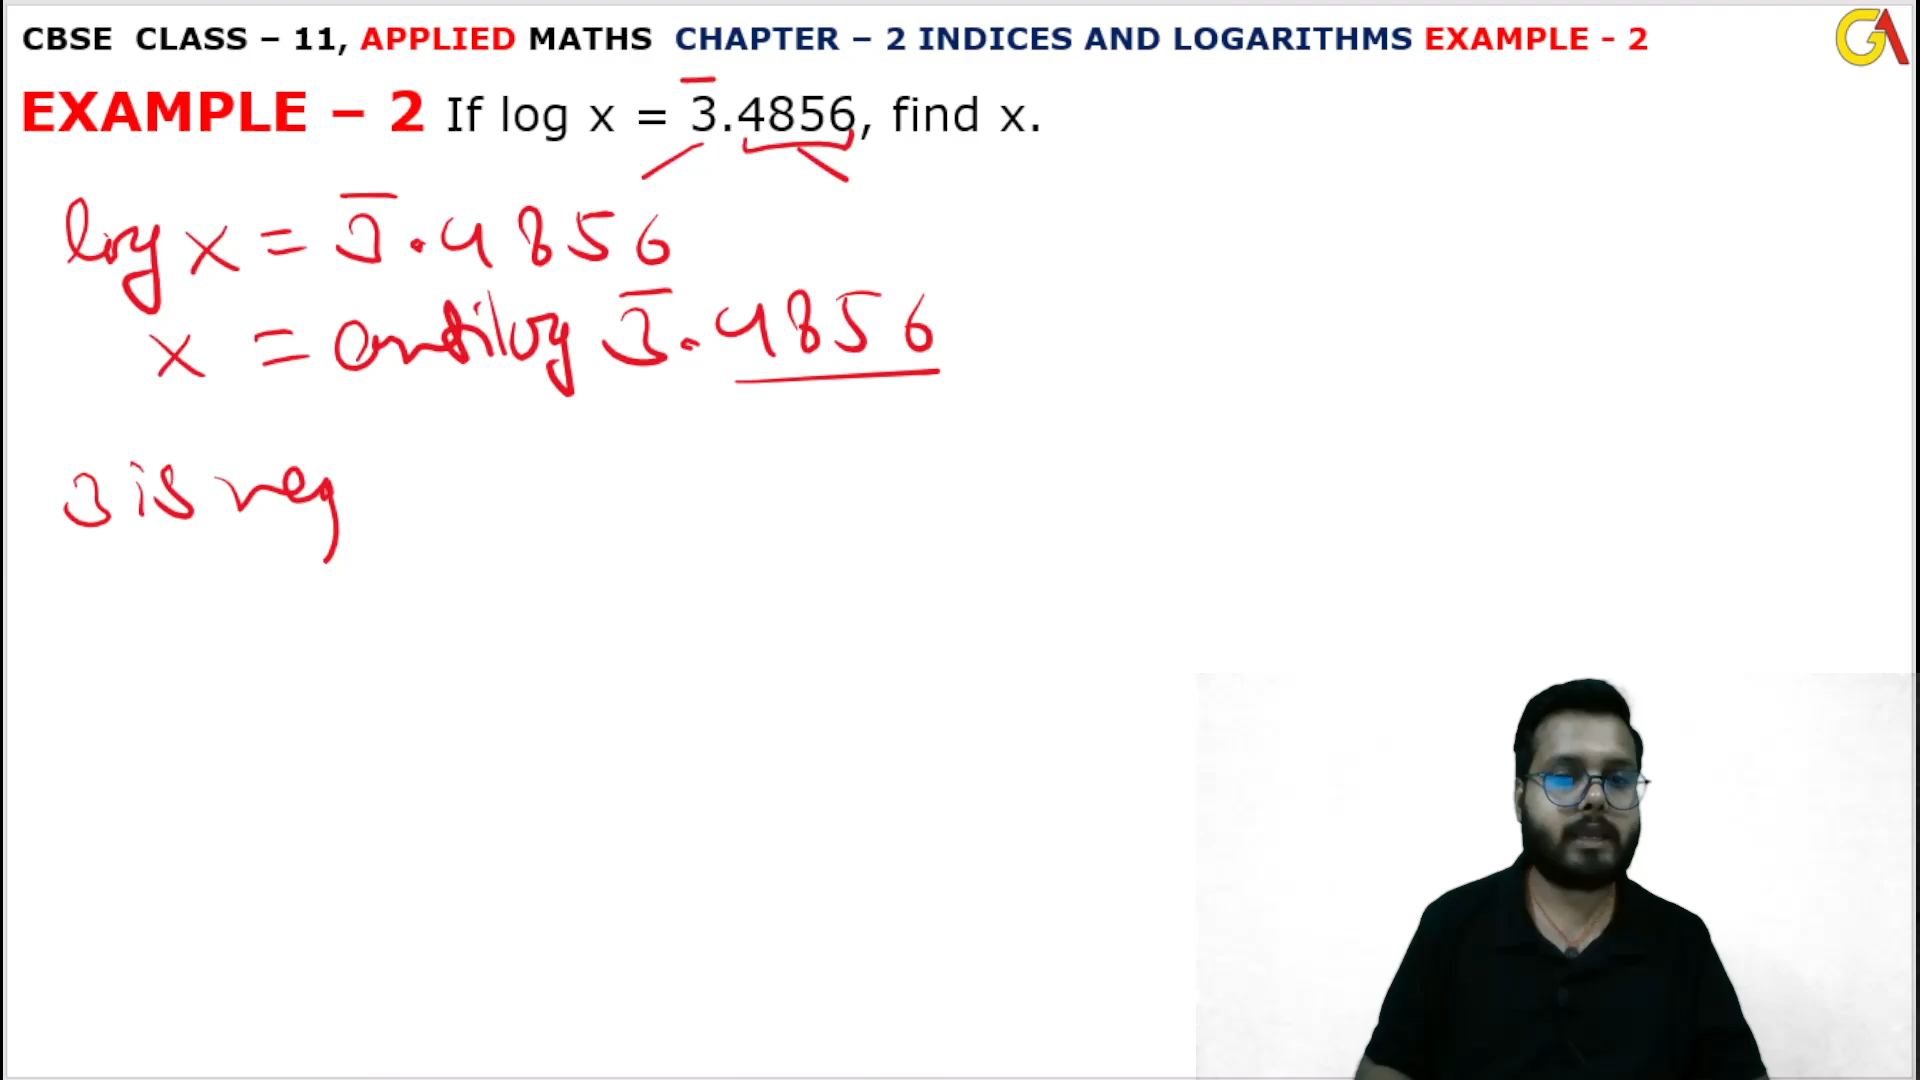 CBSE CLASS – 11, APPLIED MATHS CHAPTER – 2 INDICES AND LOGARITHMS EXAMPLE - 2
GA
EXAMPLE – 2 If log x = 3̅.4856, find x.
log x = 3̅.4856
x = antilog 3̅.4856
3 is neg